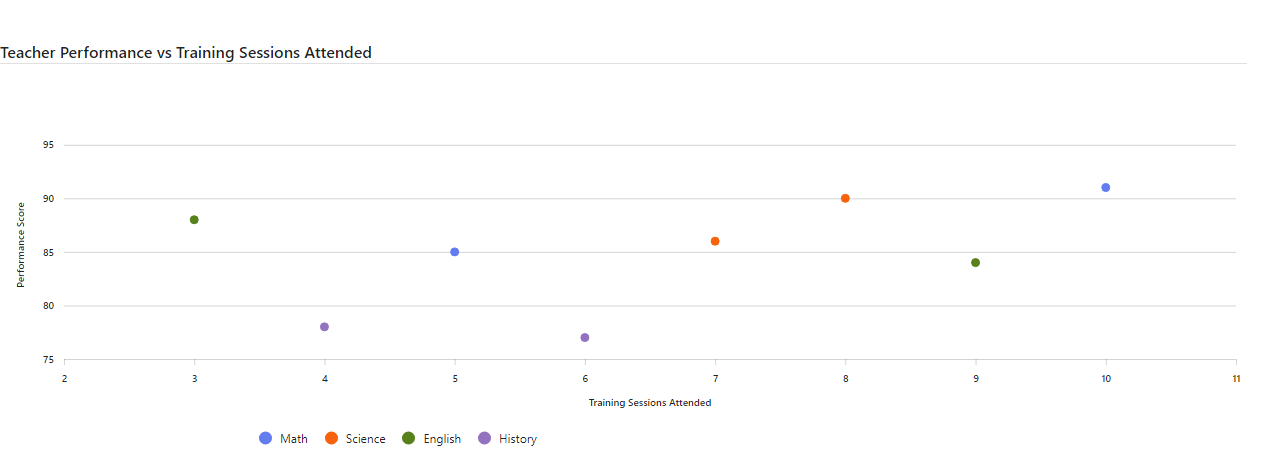 Teacher Performance vs Training Sessions Attended
95
90
85
80
75
Performance Score
2 3 4 5 6 7 8 9 10 11
Training Sessions Attended
Math Science English History